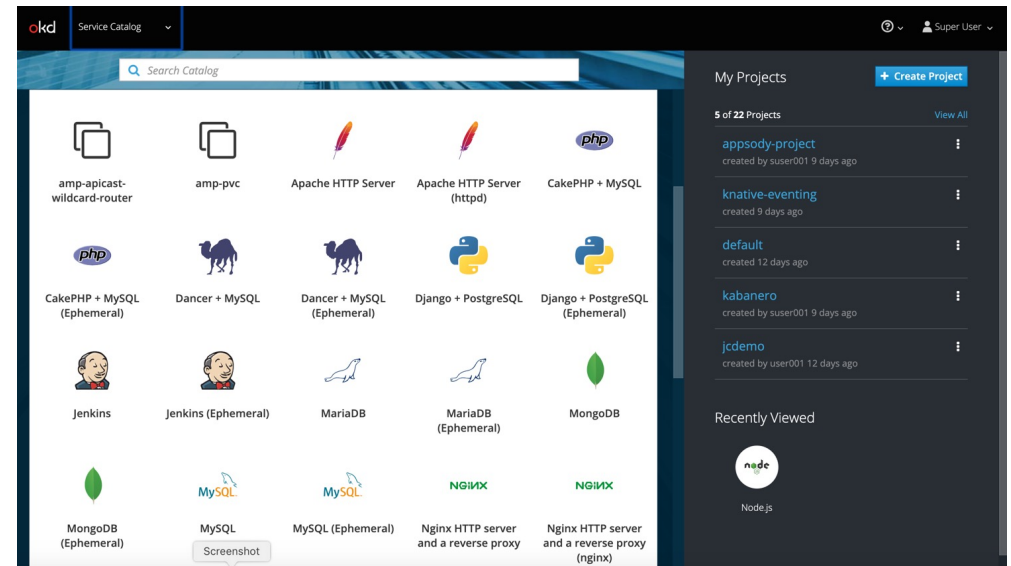 okd
Service Catalog
Super User
Search Catalog
amp-apicast-
wildcard-router
amp-pvc
Apache HTTP Server
Apache HTTP Server
(httpd)
php
CakePHP + MySQL
php
CakePHP + MySQL
(Ephemeral)
Dancer + MySQL
Dancer + MySQL
(Ephemeral)
Django + PostgreSQL
Django + PostgreSQL
(Ephemeral)
Jenkins
Jenkins (Ephemeral)
MariaDB
MariaDB
(Ephemeral)
MongoDB
MongoDB
(Ephemeral)
MySQL
MySQL
MySQL
MySQL (Ephemeral)
NGINX
Nginx HTTP server
and a reverse proxy
NGINX
Nginx HTTP server
and a reverse proxy
(nginx)
Screenshot
My Projects
+ Create Project
5 of 22 Projects
View All
appsody-project
created by suser001 9 days ago
knative-eventing
created 9 days ago
default
created 12 days ago
kabanero
created by suser001 9 days ago
jcdemo
created by user001 12 days ago
Recently Viewed
node
Node.js